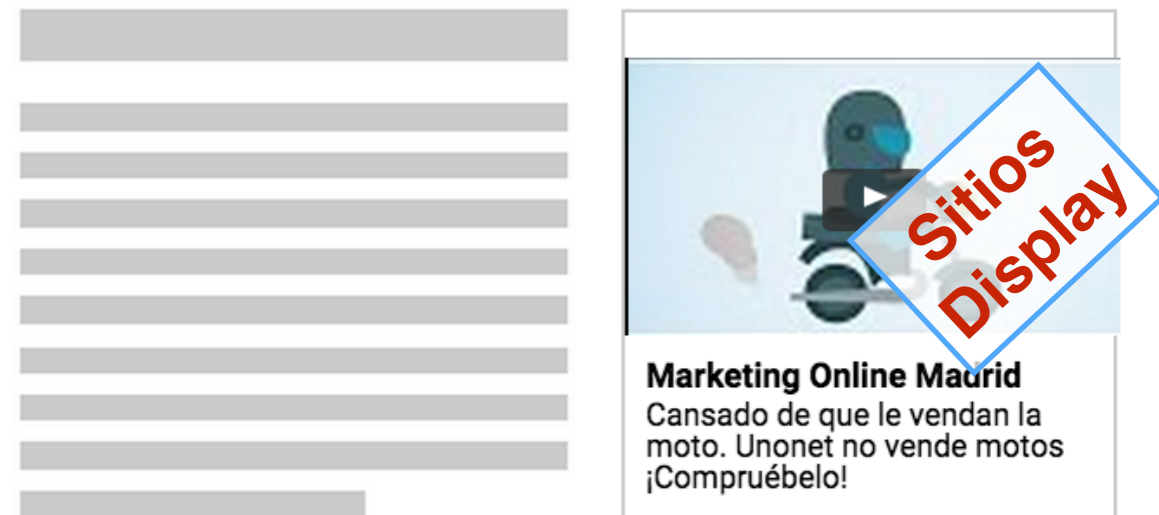 Sitios
Display
Marketing Online Madrid
Cansado de que le vendan la
moto. Unonet no vende motos
¡Compruébelo!